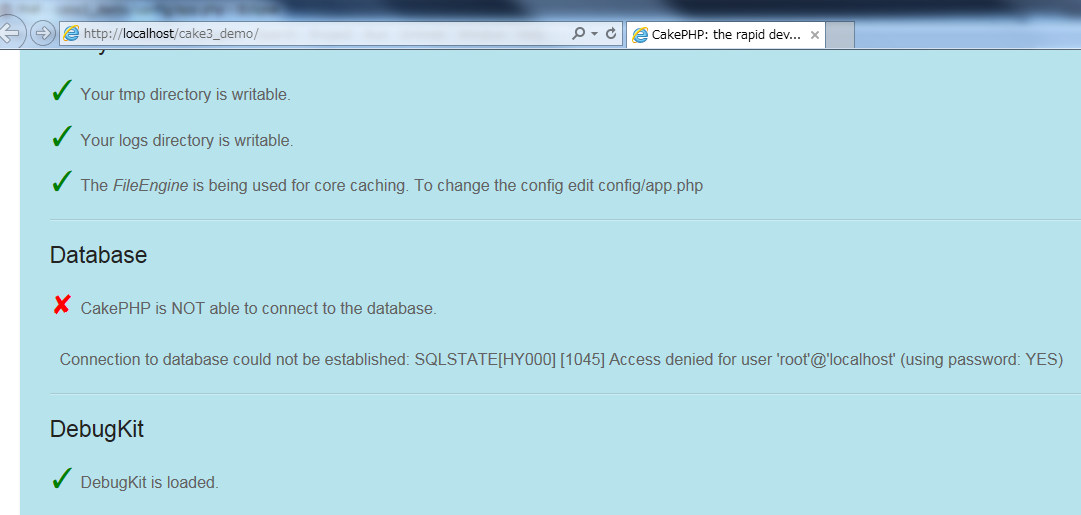 http://localhost/cake3_demo/
CakePHP: the rapid dev...
Your tmp directory is writable.
Your logs directory is writable.
The FileEngine is being used for core caching. To change the config edit config/app.php
Database
CakePHP is NOT able to connect to the database.
Connection to database could not be established: SQLSTATE[HY000] [1045] Access denied for user 'root'@'localhost' (using password: YES)
DebugKit
DebugKit is loaded.